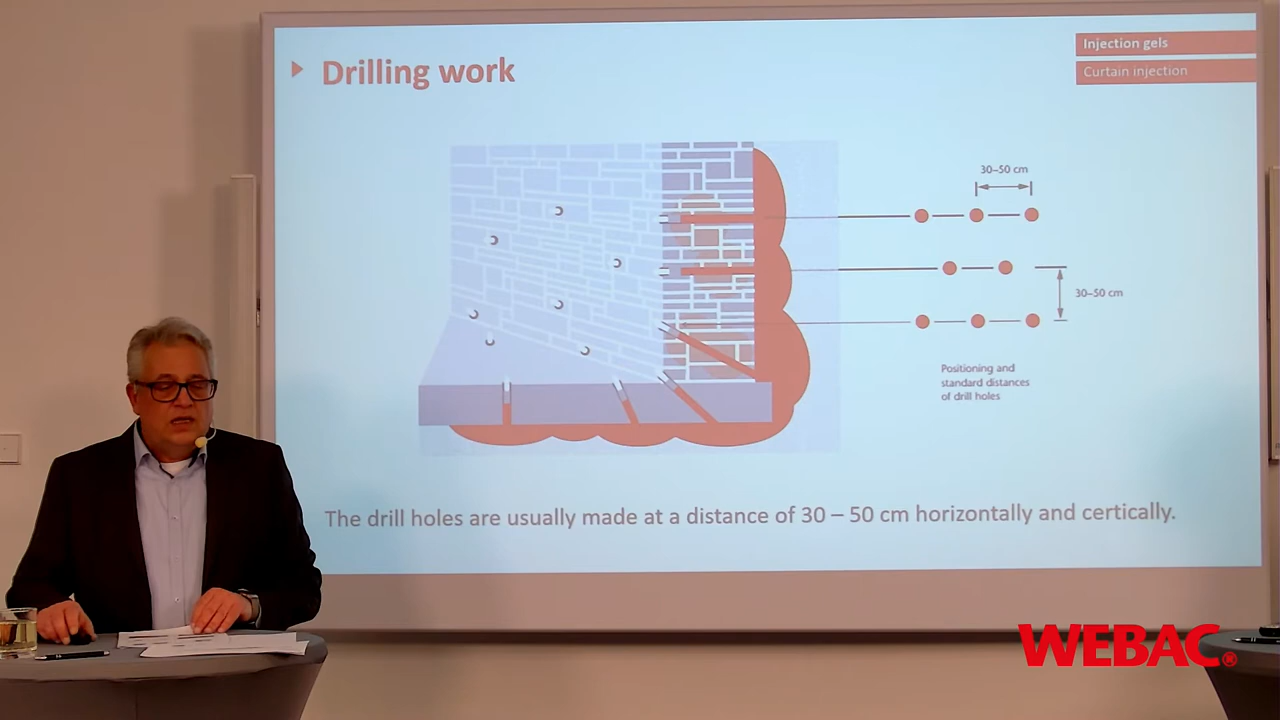 Drilling work
Injection gels
Curtain injection
30–50 cm
30–50 cm
Positioning and
standard distances
of drill holes
The drill holes are usually made at a distance of 30 – 50 cm horizontally and certically.
WEBAC®